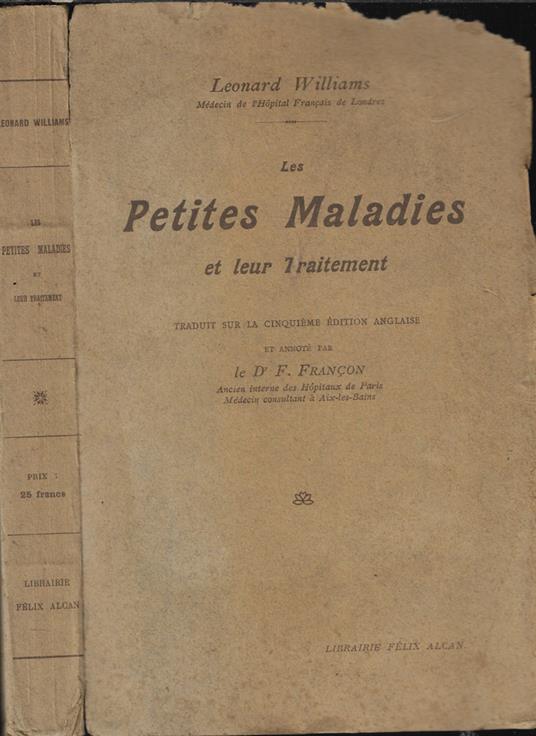 LEONARD WILLIAMS
LES
PETITES MALADIES
ET
LEUR TRAITEMENT
PRIX :
25 francs
LIBRAIRIE
FÉLIX ALCAN
Leonard Williams
Médecin de l'Hôpital Français de Londres
Les
Petites Maladies
et leur Traitement
TRADUIT SUR LA CINQUIÈME ÉDITION ANGLAISE
ET ANNOTÉ PAR
le Dr F. FRANÇON
Ancien interne des Hôpitaux de Paris
Médecin consultant à Aix-les-Bains
LIBRAIRIE FÉLIX ALCAN